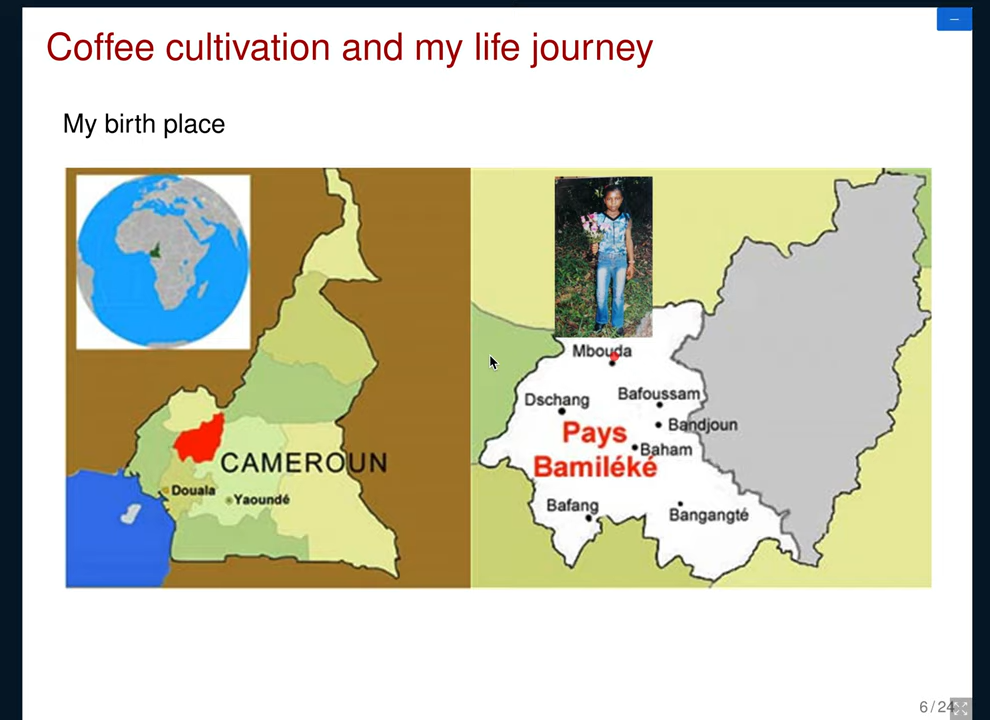 Coffee cultivation and my life journey
My birth place
CAMEROUN
Douala
Yaoundé
Mbouda
Dschang
Bafoussam
Bandjoun
Pays
Baham
Bamiléké
Bafang
Bangangté
6 / 24